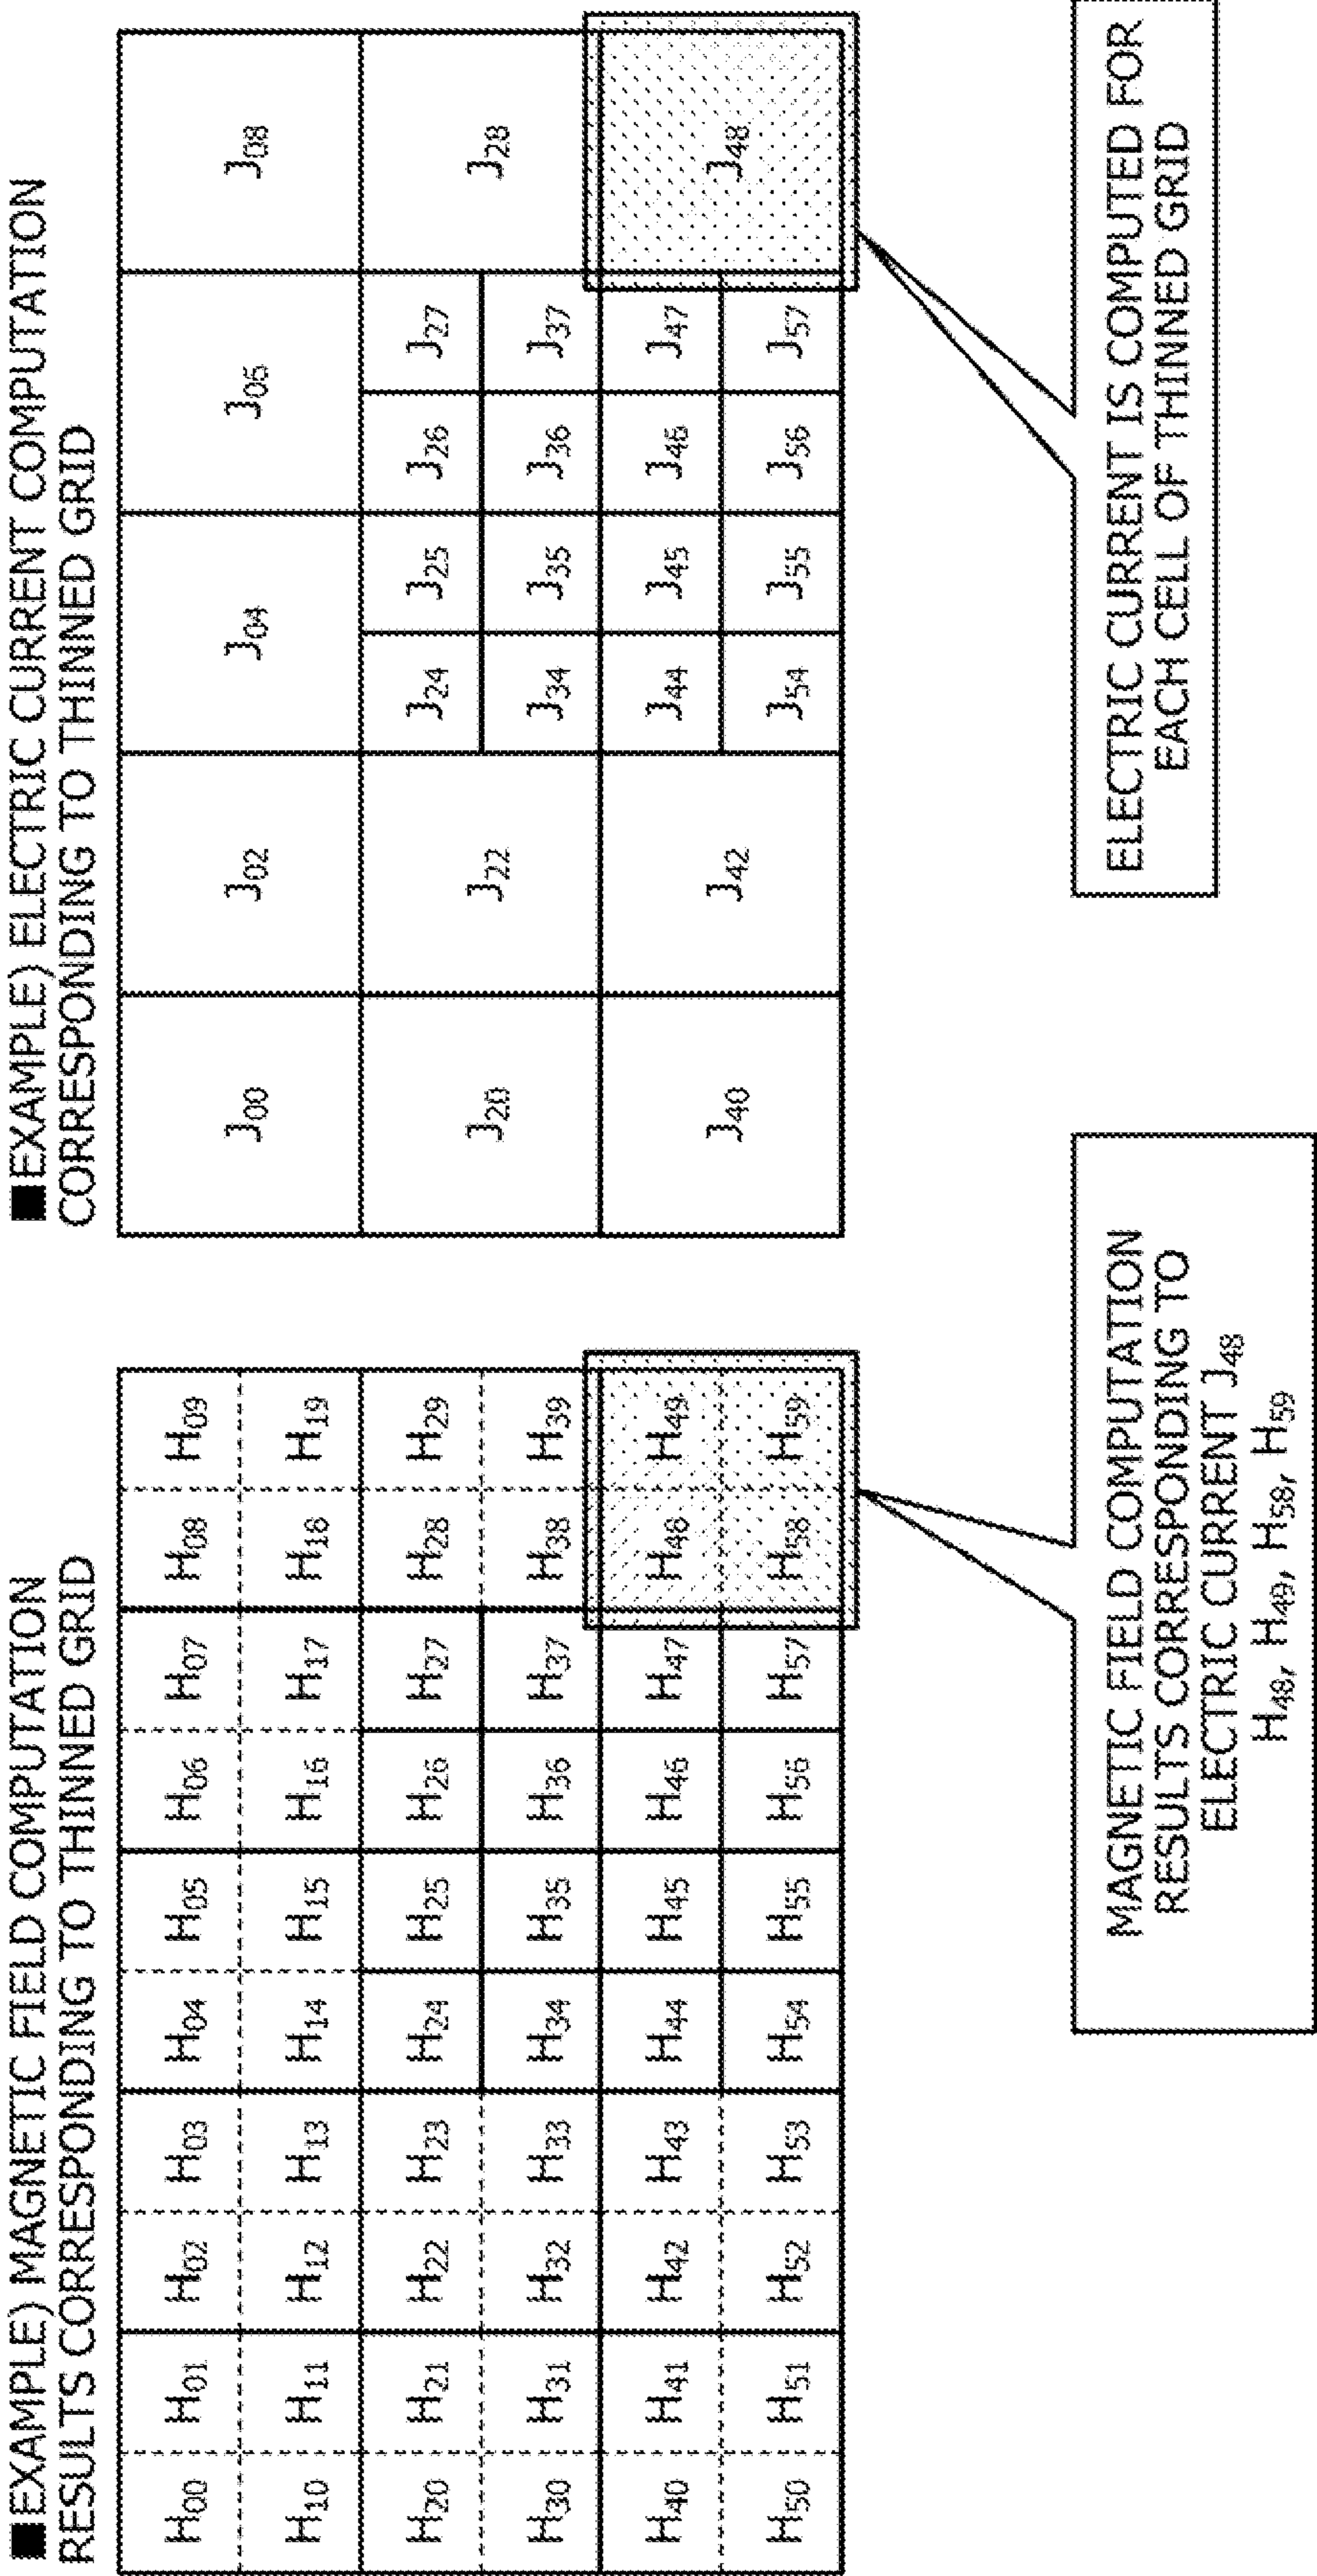 ■EXAMPLE) MAGNETIC FIELD COMPUTATION
RESULTS CORRESPONDING TO THINNED GRID
H00 H01 H02 H03 H04 H05 H06 H07 H08 H09
H10 H11 H12 H13 H14 H15 H16 H17 H18 H19
H20 H21 H22 H23 H24 H25 H26 H27 H28 H29
H30 H31 H32 H33 H34 H35 H36 H37 H38 H39
H40 H41 H42 H43 H44 H45 H46 H47 H48 H49
H50 H51 H52 H53 H54 H55 H56 H57 H58 H59
MAGNETIC FIELD COMPUTATION
RESULTS CORRESPONDING TO
ELECTRIC CURRENT J48
H48, H49, H58, H59
■EXAMPLE) ELECTRIC CURRENT COMPUTATION
CORRESPONDING TO THINNED GRID
J00 J02 J04 J06 J08
J24 J25 J26 J27
J20 J22 J28
J34 J35 J36 J37
J44 J45 J46 J47
J40 J42 J48
J54 J55 J56 J57
ELECTRIC CURRENT IS COMPUTED FOR
EACH CELL OF THINNED GRID